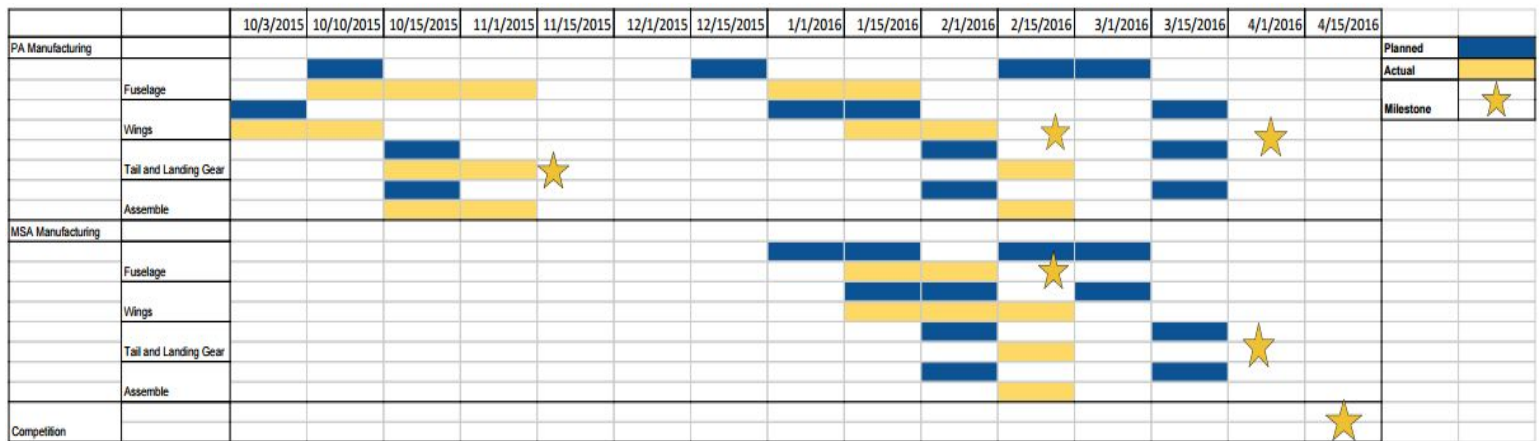 10/3/2015 10/10/2015 10/15/2015 11/1/2015 11/15/2015 12/1/2015 12/15/2015 1/1/2016 1/15/2016 2/1/2016 2/15/2016 3/1/2016 3/15/2016 4/1/2016 4/15/2016
PA Manufacturing
Planned
Actual
Fuselage
Milestone
Wings
Tail and Landing Gear
Assemble
MSA Manufacturing
Fuselage
Wings
Tail and Landing Gear
Assemble
Competition